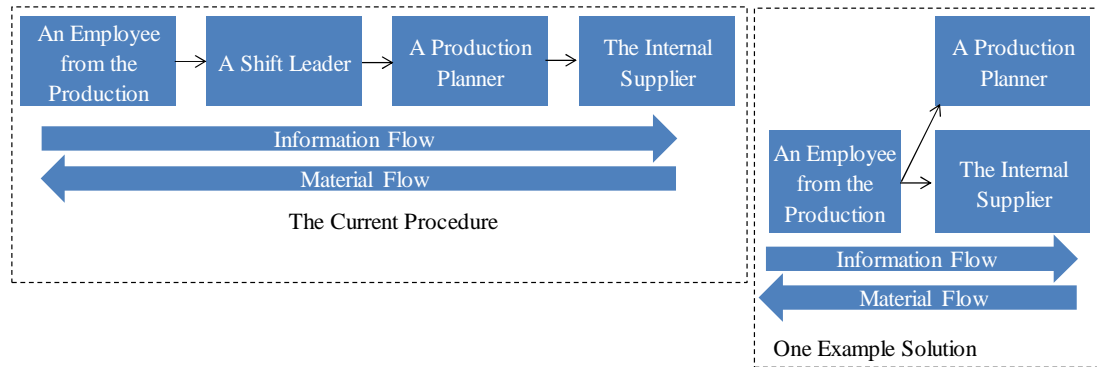 An Employee
from the
Production
A Shift Leader
A Production
Planner
The Internal
Supplier
Information Flow
Material Flow
The Current Procedure
A Production
Planner
An Employee
from the
Production
The Internal
Supplier
Information Flow
Material Flow
One Example Solution